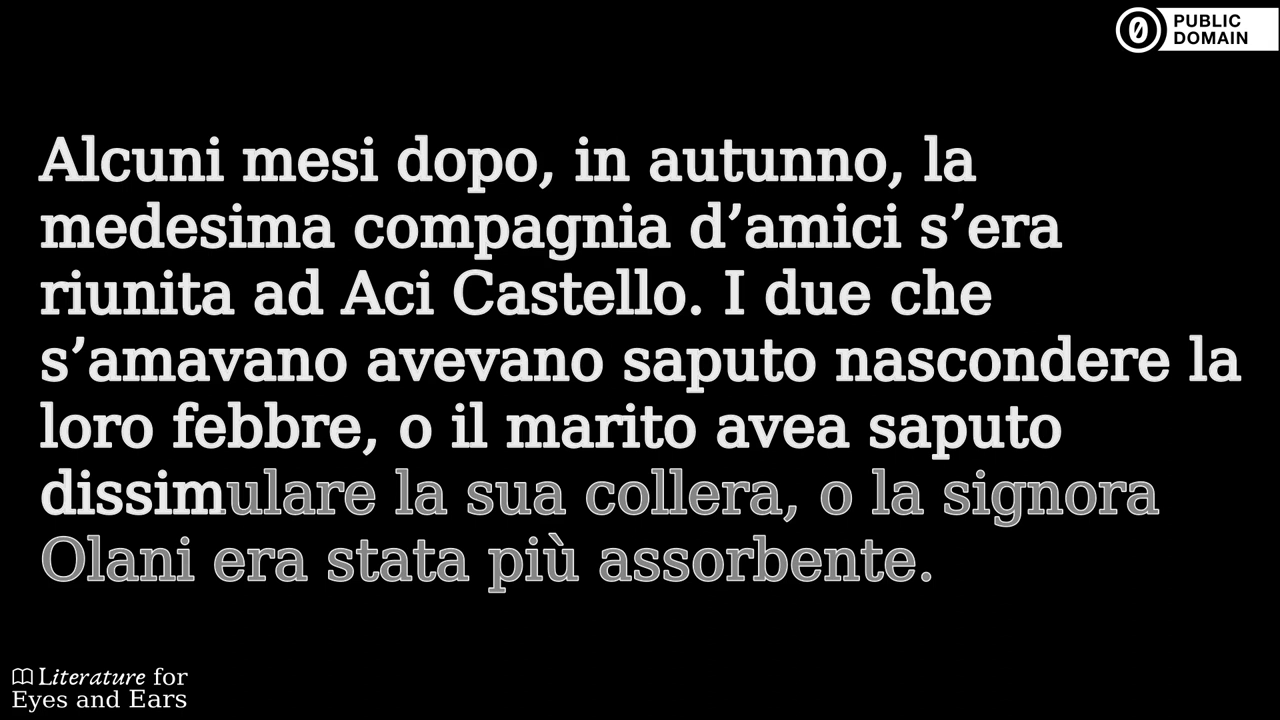 PUBLIC
DOMAIN
Alcuni mesi dopo, in autunno, la
medesima compagnia d’amici s’era
riunita ad Aci Castello. I due che
s’amavano avevano saputo nascondere la
loro febbre, o il marito avea saputo
dissimulare la sua collera, o la signora
Olani era stata più assorbente.
Literature for
Eyes and Ears